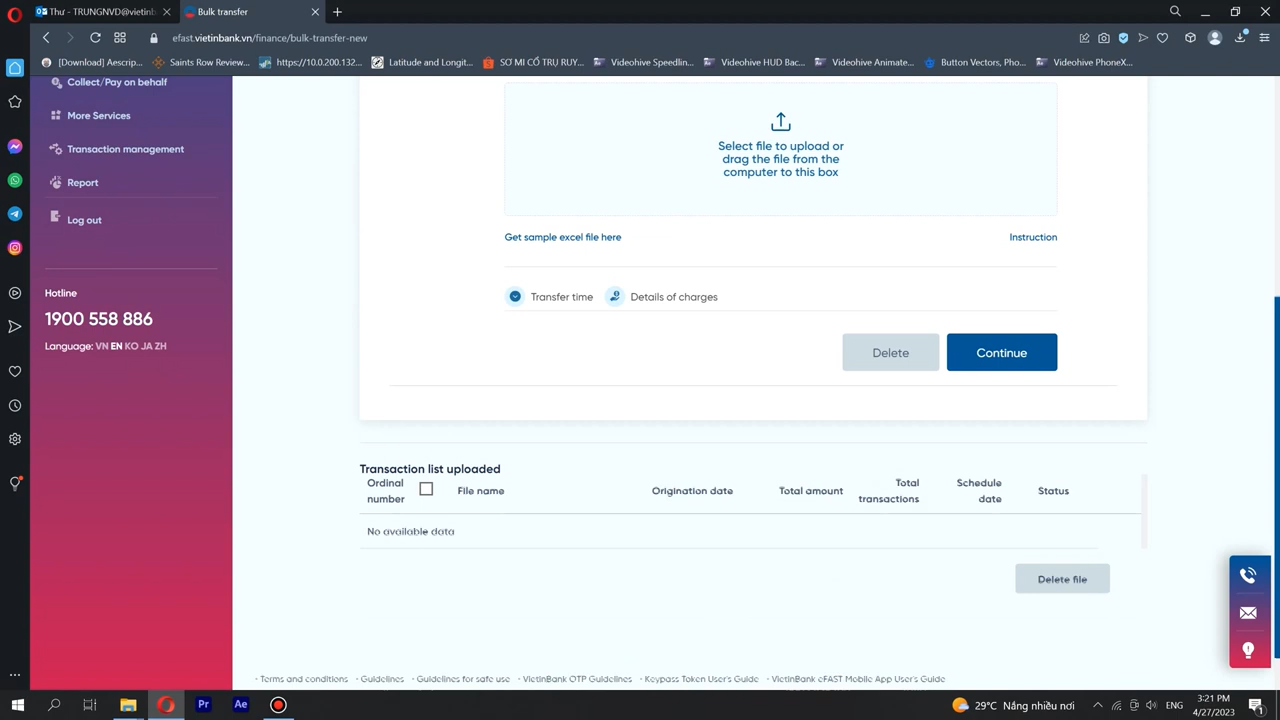 Thư - TRUNGNVD@vietinb
Bulk transfer
efast.vietinbank.vn/finance/bulk-transfer-new
[Download] Aescrip...
Saints Row Review...
https://10.0.200.132...
Latitude and Longit...
SƠ MI CỔ TRỤ RUY...
Videohive Speedlin...
Videohive HUD Bac...
Videohive Animate...
Button Vectors, Pho...
Videohive PhoneX...
Collect/Pay on behalf
More Services
Transaction management
Report
Log out
Hotline
1900 558 886
Language: VN EN KO JA ZH
Select file to upload or
drag the file from the
computer to this box
Get sample excel file here
Instruction
Transfer time
Details of charges
Delete
Continue
Transaction list uploaded
Ordinal number
File name
Origination date
Total amount
Total transactions
Schedule date
Status
No available data
Delete file
· Terms and conditions · Guidelines · Guidelines for safe use · VietinBank OTP Guidelines · Keypass Token User's Guide · VietinBank eFAST Mobile App User's Guide
Pr
Ae
29°C Nắng nhiều nơi
ENG
3:21 PM
4/27/2023
1